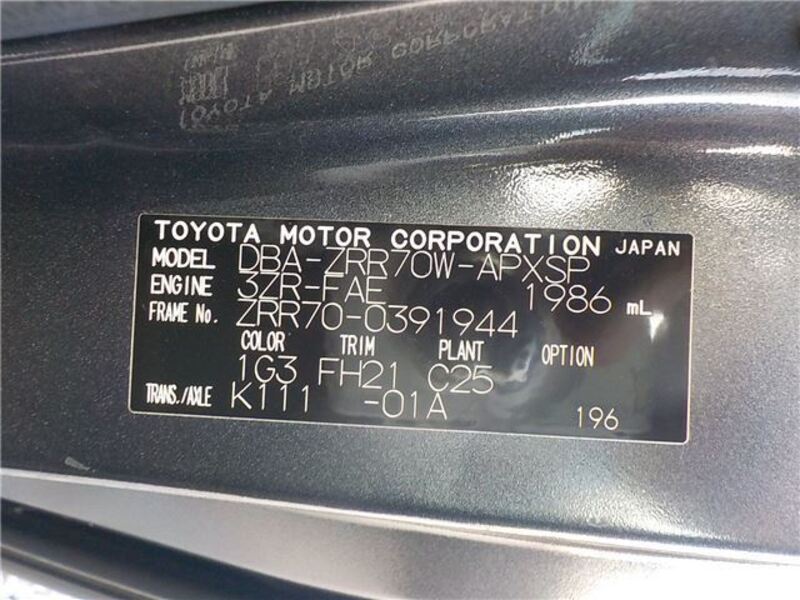 TOYOTA MOTOR CORPORATION JAPAN
MODEL DBA-ZRR70W-APXSP
ENGINE 3ZR-FAE 1986 mL
FRAME No. ZRR70-0391944
COLOR TRIM PLANT OPTION
1G3 FH21 C25
TRANS./AXLE K111 -01A 196